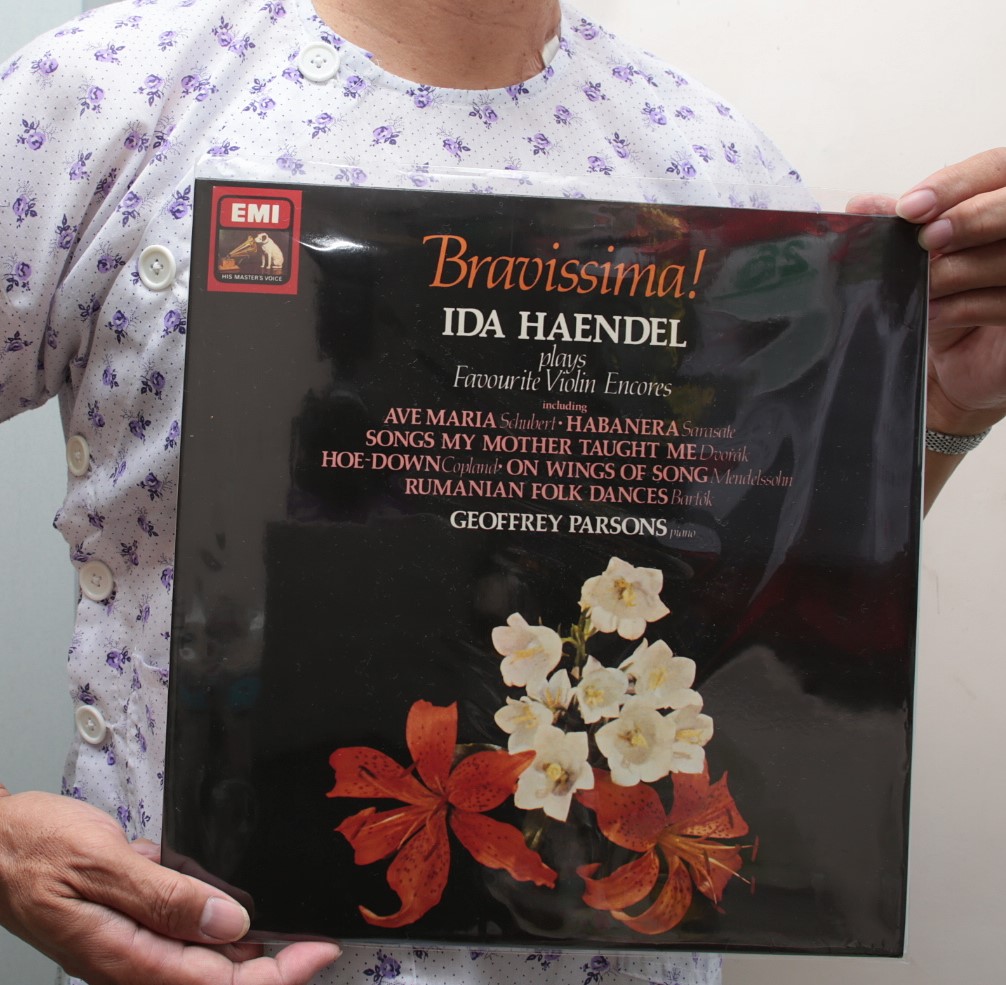 EMI
HIS MASTER'S VOICE
Bravissima!
IDA HAENDEL
plays
Favourite Violin Encores
including
AVE MARIA Schubert · HABANERA Sarasate
SONGS MY MOTHER TAUGHT ME Dvořák
HOE-DOWN Copland · ON WINGS OF SONG Mendelssohn
RUMANIAN FOLK DANCES Bartók
GEOFFREY PARSONS piano